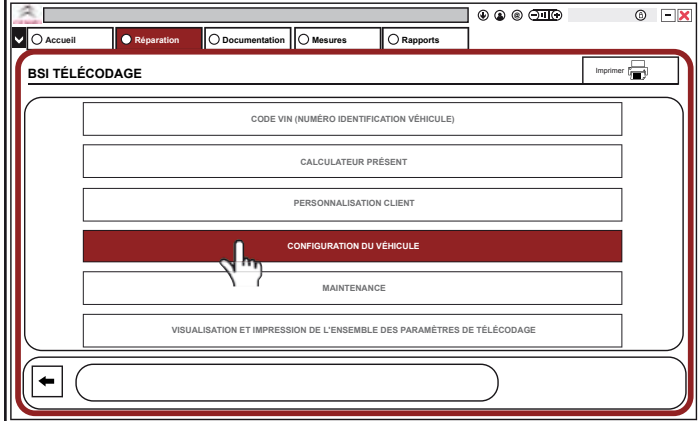 Accueil
Réparation
Documentation
Mesures
Rapports
BSI TÉLÉCODAGE
Imprimer
CODE VIN (NUMÉRO IDENTIFICATION VÉHICULE)
CALCULATEUR PRÉSENT
PERSONNALISATION CLIENT
CONFIGURATION DU VÉHICULE
MAINTENANCE
VISUALISATION ET IMPRESSION DE L'ENSEMBLE DES PARAMÈTRES DE TÉLÉCODAGE